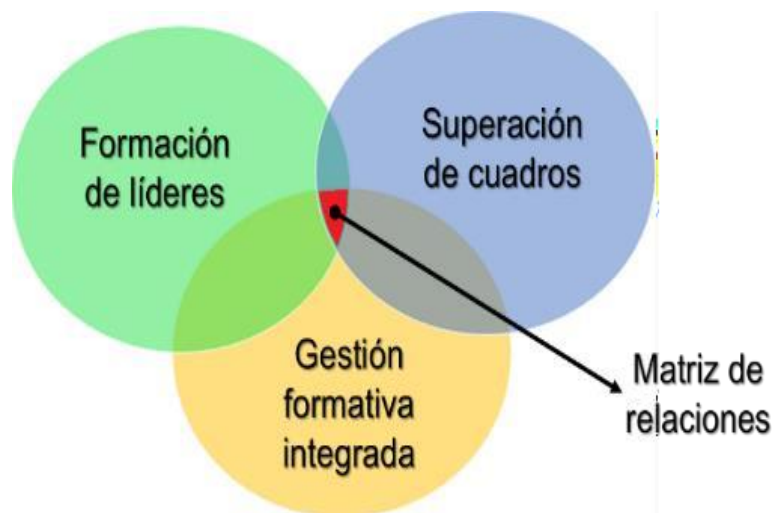 Formación
de líderes
Superación
de cuadros
Gestión
formativa
integrada
Matriz de
relaciones